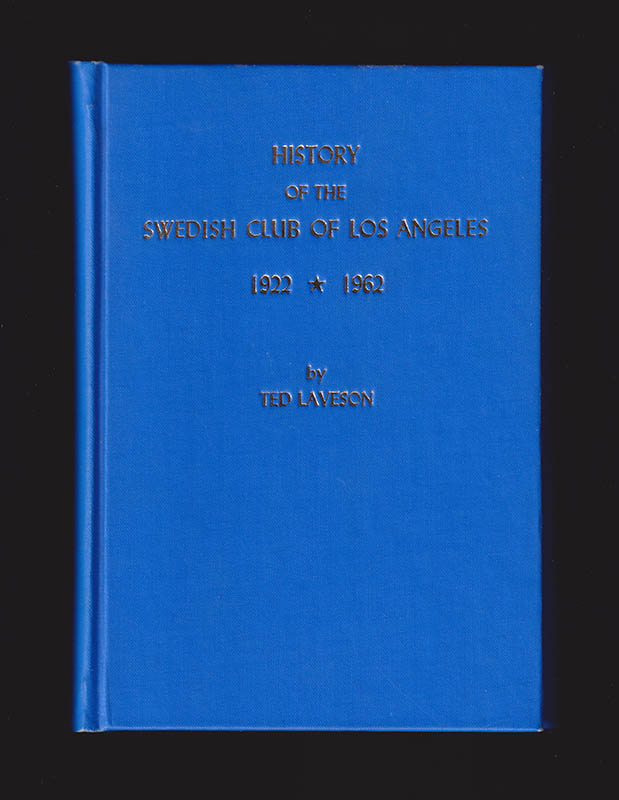 HISTORY
OF THE
SWEDISH CLUB OF LOS ANGELES
1922 ★ 1962
by
TED LAVESON